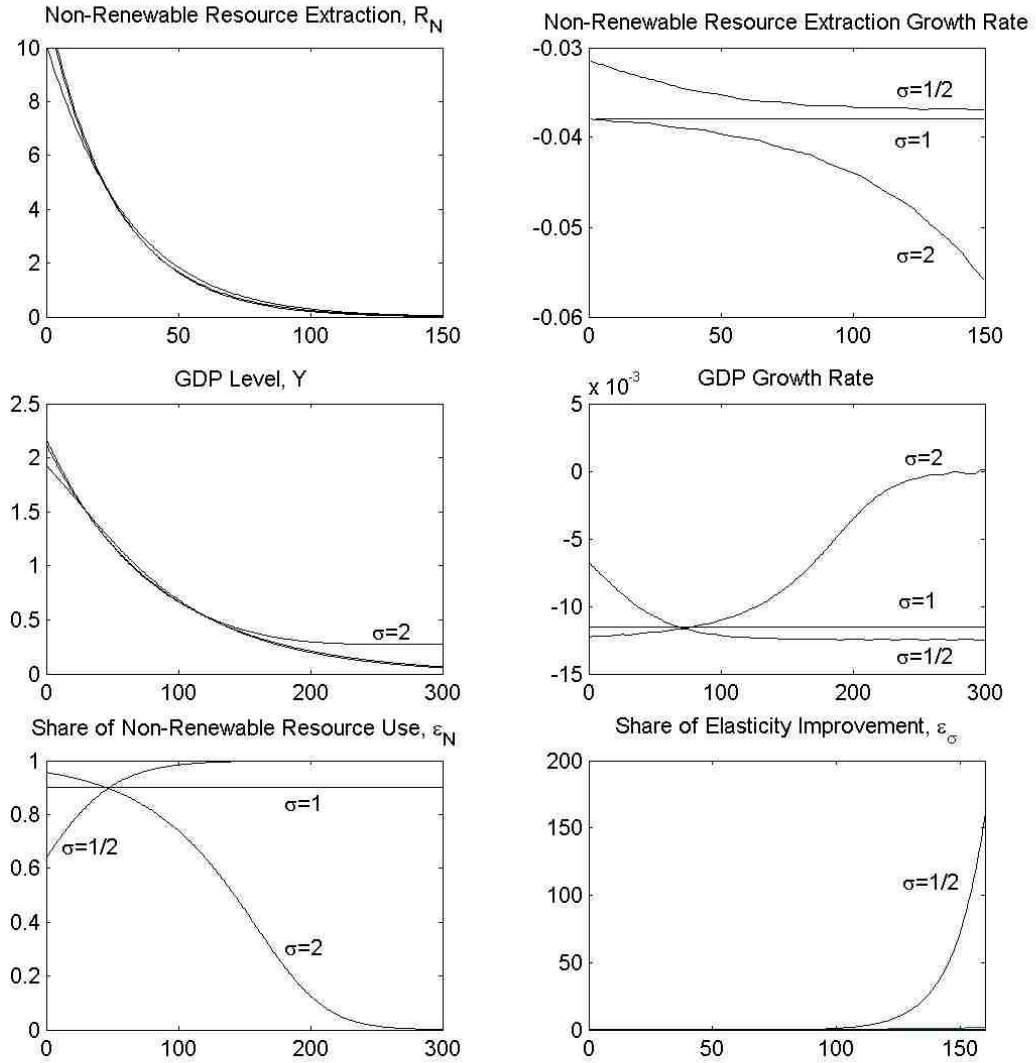 Non-Renewable Resource Extraction, R_N
10
8
6
4
2
0
0 50 100 150
Non-Renewable Resource Extraction Growth Rate
-0.03
-0.04
-0.05
-0.06
σ=1/2
σ=1
σ=2
0 50 100 150
GDP Level, Y
2.5
2
1.5
1
0.5
0
σ=2
0 100 200 300
GDP Growth Rate
x 10^-3
5
0
-5
-10
-15
σ=2
σ=1
σ=1/2
0 100 200 300
Share of Non-Renewable Resource Use, ε_N
1
0.8
0.6
0.4
0.2
0
σ=1
σ=1/2
σ=2
0 100 200 300
Share of Elasticity Improvement, ε_σ
200
150
100
50
0
σ=1/2
0 50 100 150